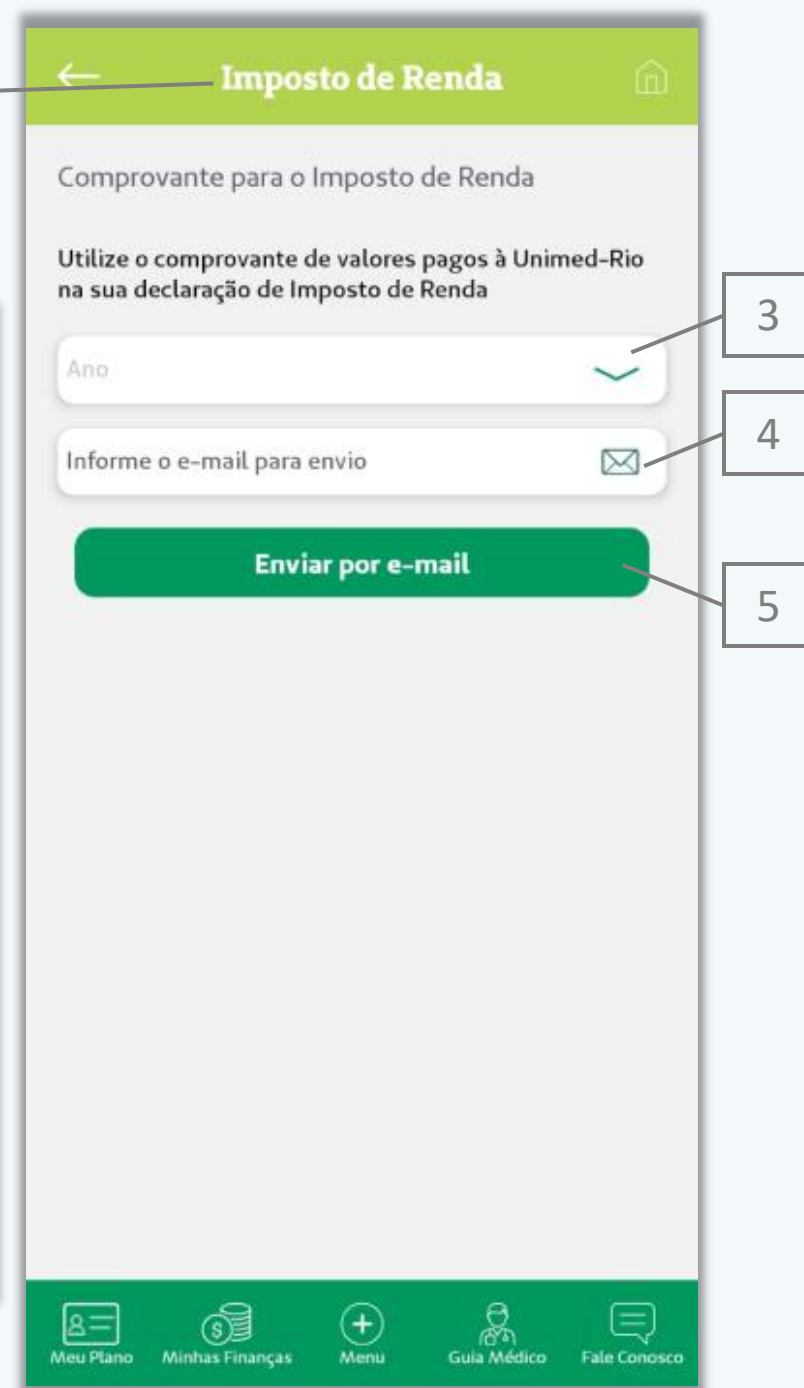 Imposto de Renda
Comprovante para o Imposto de Renda
Utilize o comprovante de valores pagos à Unimed-Rio
na sua declaração de Imposto de Renda
3
Ano
4
Informe o e-mail para envio
5
Enviar por e-mail
Meu Plano Minhas Finanças Menu Guia Médico Fale Conosco